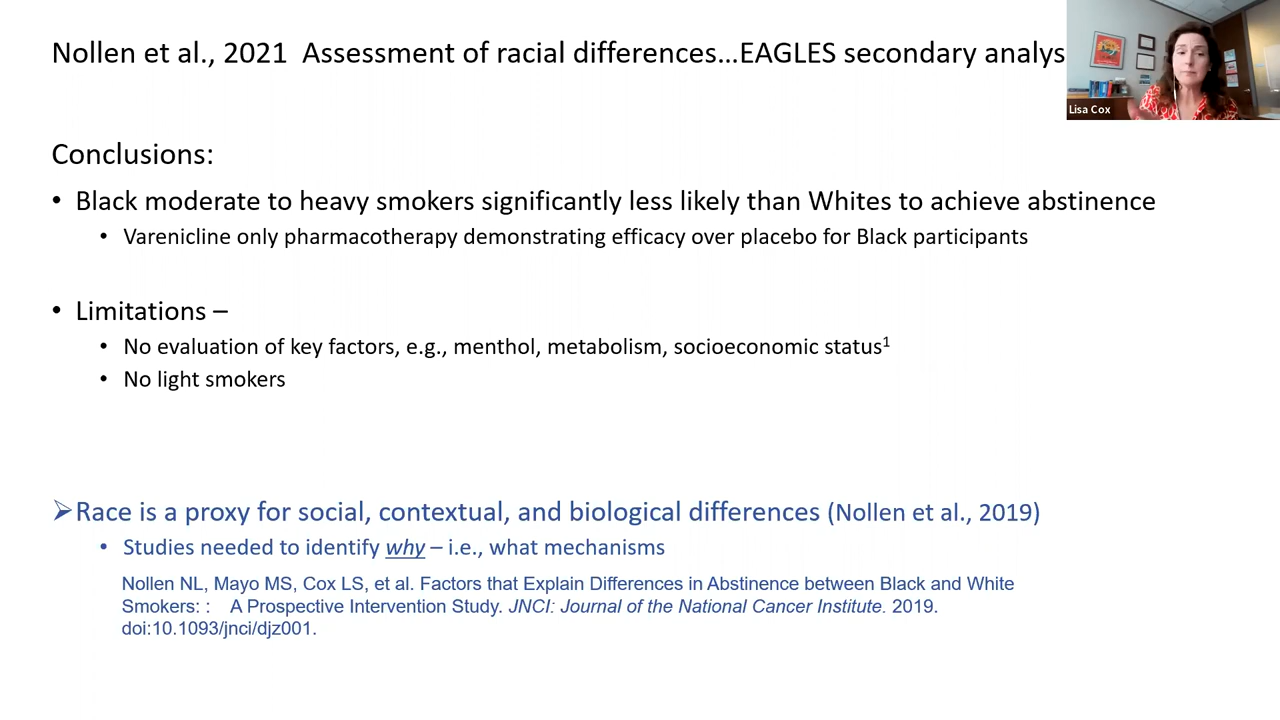 Nollen et al., 2021 Assessment of racial differences…EAGLES secondary analys
Lisa Cox
Conclusions:
• Black moderate to heavy smokers significantly less likely than Whites to achieve abstinence
• Varenicline only pharmacotherapy demonstrating efficacy over placebo for Black participants
• Limitations –
• No evaluation of key factors, e.g., menthol, metabolism, socioeconomic status¹
• No light smokers
➢Race is a proxy for social, contextual, and biological differences (Nollen et al., 2019)
• Studies needed to identify why – i.e., what mechanisms
Nollen NL, Mayo MS, Cox LS, et al. Factors that Explain Differences in Abstinence between Black and White
Smokers: : A Prospective Intervention Study. JNCI: Journal of the National Cancer Institute. 2019.
doi:10.1093/jnci/djz001.